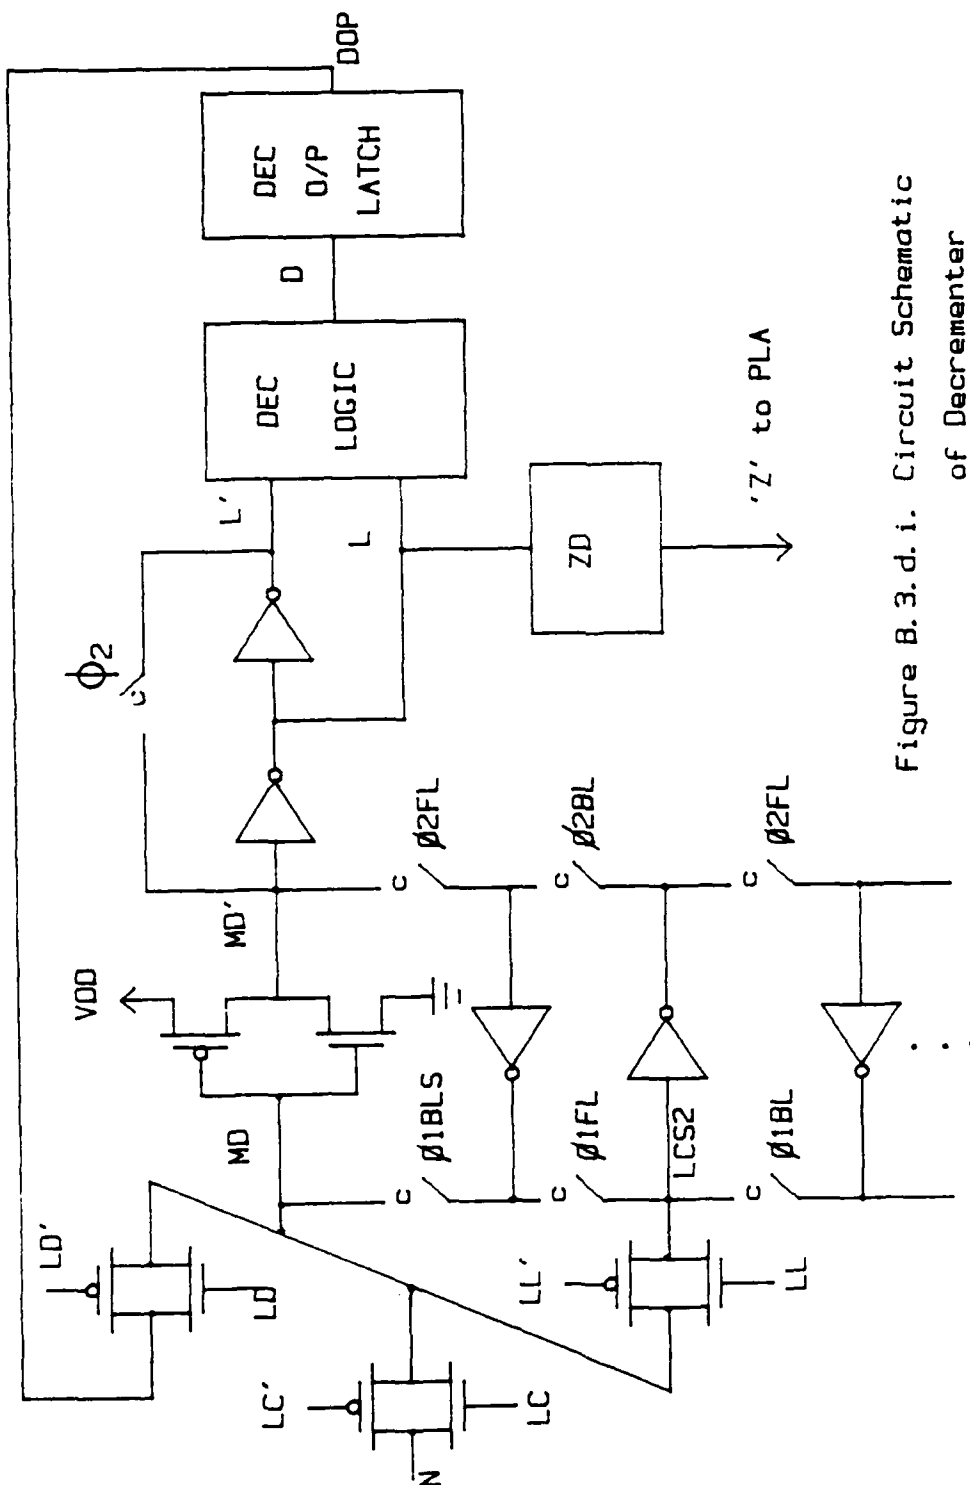 DOP
DEC
O/P
LATCH
D
DEC
LOGIC
L'
L
ZD
'Z' to PLA
ϕ2
MD'
VDD
MD
Ø2FL
Ø2BL
Ø2FL
Ø1BLS
Ø1FL
LCS2
Ø1BL
LD'
LD
LL'
LL
LC'
LC
N
C
C
C
C
C
C
C
. . .
Figure B.3.d.i. Circuit Schematic
of Decrementer